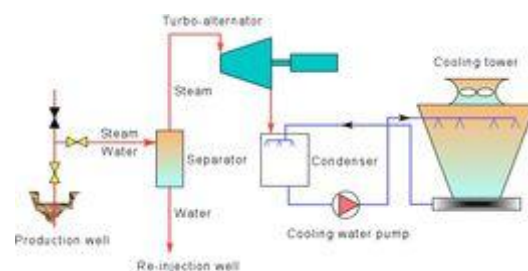 Turbo-alternator
Cooling tower
Steam
Steam
Water
Separator
Condenser
Water
Cooling water pump
Production well
Re-injection well